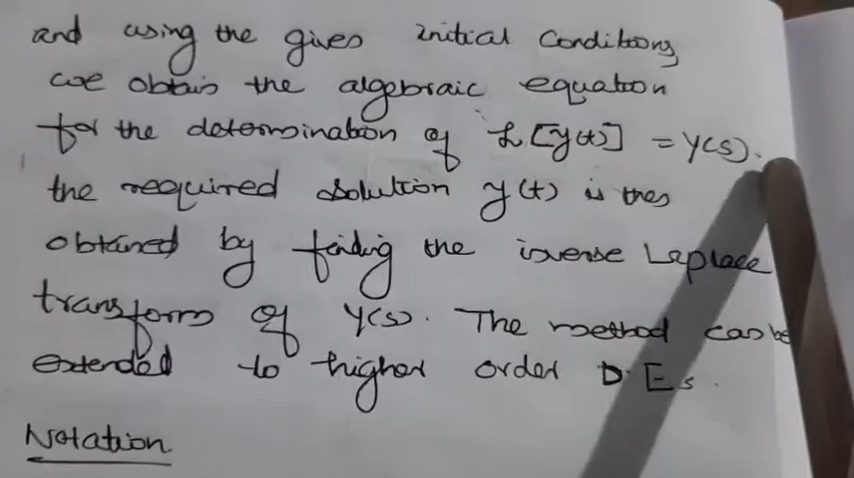 and using the given initial conditions
we obtain the algebraic equation
for the determination of L[y(t)] = Y(s).
the required solution y(t) is then
obtained by finding the inverse Laplace
transform of Y(s). The method can be
extended to higher order D.Es.
Notation